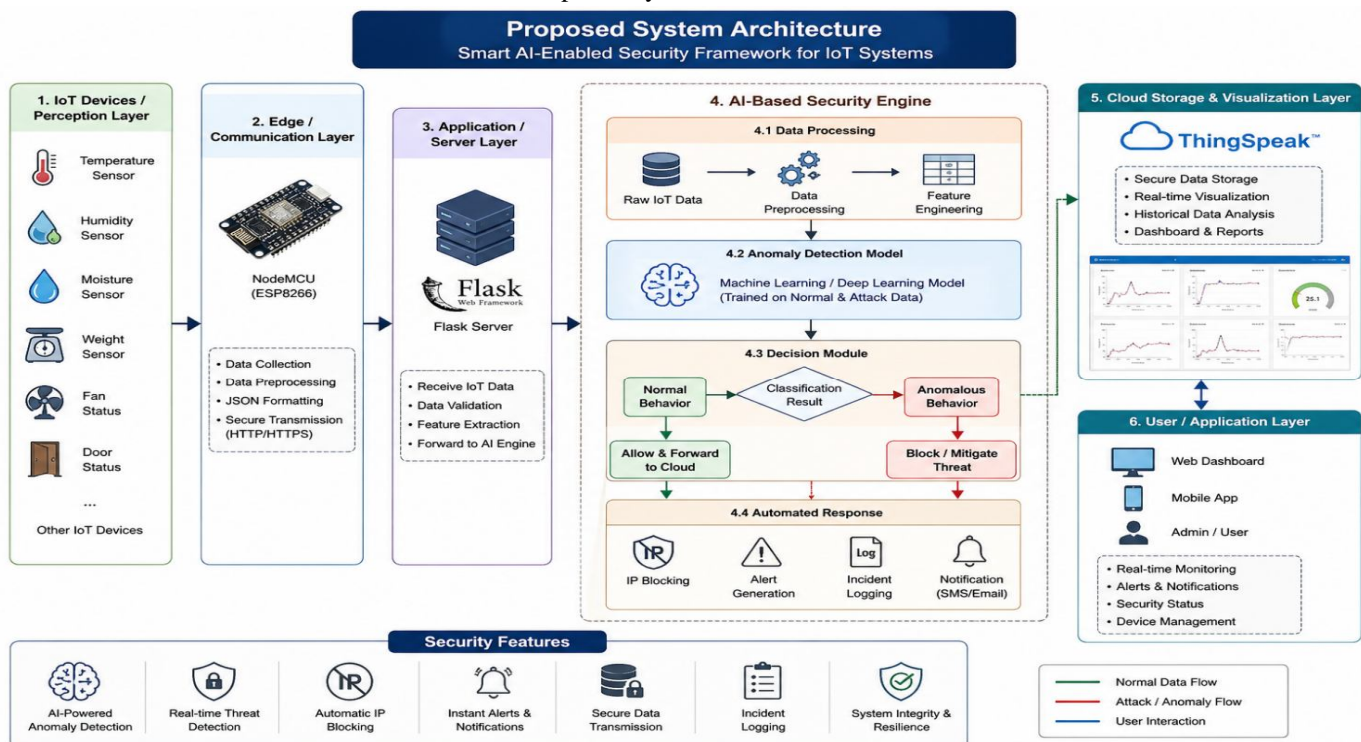 Proposed System Architecture
Smart AI-Enabled Security Framework for IoT Systems
1. IoT Devices /
Perception Layer
Temperature
Sensor
Humidity
Sensor
Moisture
Sensor
Weight
Sensor
Fan
Status
Door
Status
...
Other IoT Devices
2. Edge /
Communication Layer
NodeMCU
(ESP8266)
• Data Collection
• Data Preprocessing
• JSON Formatting
• Secure Transmission
(HTTP/HTTPS)
3. Application /
Server Layer
Flask
Web Framework
Flask Server
• Receive IoT Data
• Data Validation
• Feature Extraction
• Forward to AI Engine
4. AI-Based Security Engine
4.1 Data Processing
Raw IoT Data
Data
Preprocessing
Feature
Engineering
4.2 Anomaly Detection Model
Machine Learning / Deep Learning Model
(Trained on Normal & Attack Data)
4.3 Decision Module
Normal
Behavior
Classification
Result
Anomalous
Behavior
Allow & Forward
to Cloud
Block / Mitigate
Threat
4.4 Automated Response
IP Blocking
Alert
Generation
Log
Incident
Logging
Notification
(SMS/Email)
5. Cloud Storage & Visualization Layer
ThingSpeak™
• Secure Data Storage
• Real-time Visualization
• Historical Data Analysis
• Dashboard & Reports
25.1
6. User / Application Layer
Web Dashboard
Mobile App
Admin / User
• Real-time Monitoring
• Alerts & Notifications
• Security Status
• Device Management
Security Features
AI-Powered
Anomaly Detection
Real-time Threat
Detection
Automatic IP
Blocking
Instant Alerts &
Notifications
Secure Data
Transmission
Incident
Logging
System Integrity &
Resilience
Normal Data Flow
Attack / Anomaly Flow
User Interaction